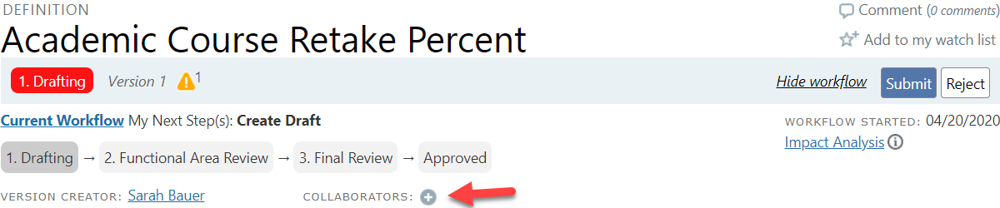 DEFINITION
Comment (0 comments)
Academic Course Retake Percent
Add to my watch list
1. Drafting Version 1 1 Hide workflow Submit Reject
Current Workflow My Next Step(s): Create Draft
WORKFLOW STARTED: 04/20/2020
Impact Analysis
1. Drafting → 2. Functional Area Review → 3. Final Review → Approved
VERSION CREATOR: Sarah Bauer COLLABORATORS: